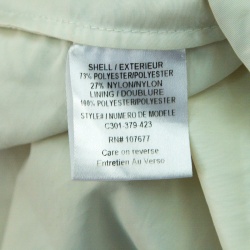 SHELL / EXTERIEUR
73% POLYESTER/POLYESTER
27% NYLON/NYLON
LINING / DOUBLURE
100% POLYESTER/POLYESTER
STYLE# / NUMERO DE MODELE
C301-379-423
RN# 107677
Care on reverse
Entretien Au Verso